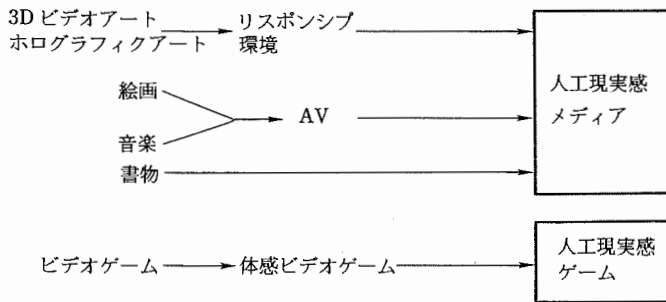 3Dビデオアート
ホログラフィクアート
リスポンシブ
環境
人工現実感
メディア
絵画
音楽
AV
書物
ビデオゲーム
体感ビデオゲーム
人工現実感
ゲーム